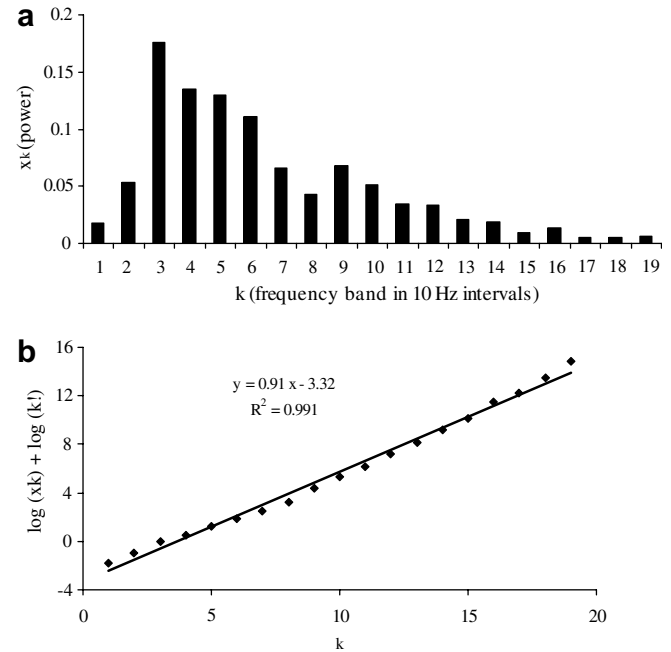 a
0.2
0.15
0.1
0.05
0
xk (power)
1 2 3 4 5 6 7 8 9 10 11 12 13 14 15 16 17 18 19
k (frequency band in 10 Hz intervals)
b
16
12
8
4
0
-4
log (xk) + log (k!)
y = 0.91 x - 3.32
R² = 0.991
0 5 10 15 20
k